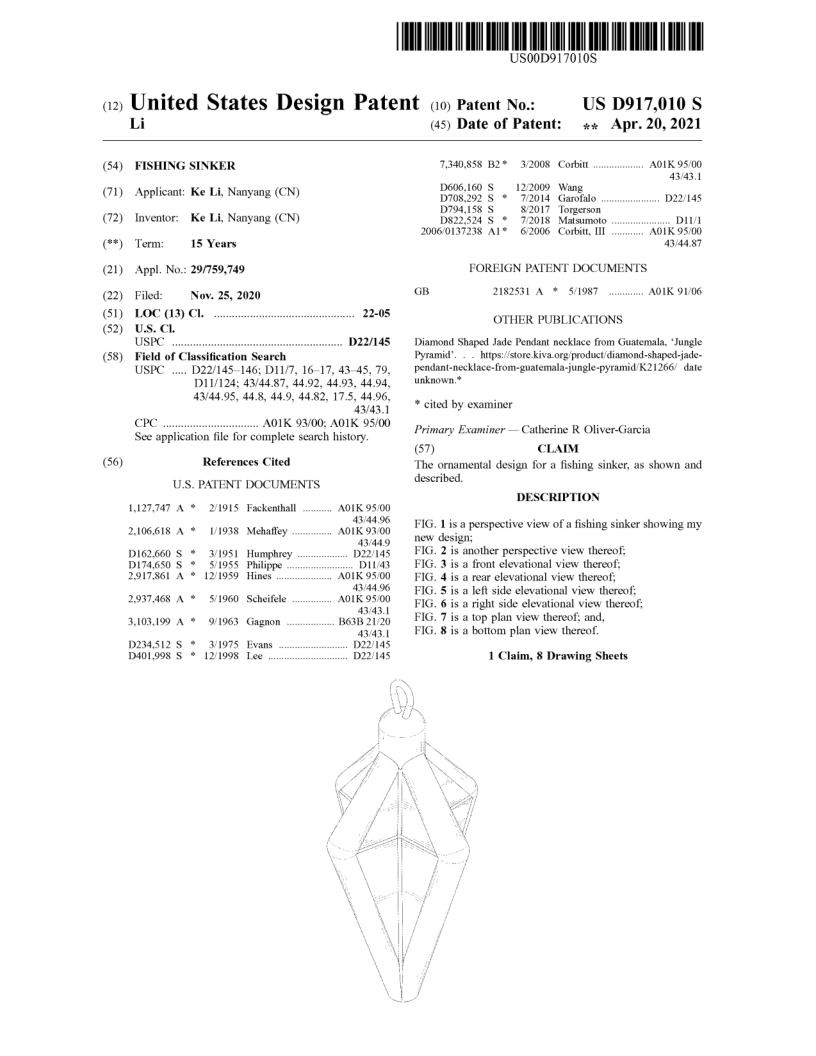 US00D917010S
(12) United States Design Patent (10) Patent No.: US D917,010 S
Li (45) Date of Patent: ** Apr. 20, 2021
(54) FISHING SINKER
(71) Applicant: Ke Li, Nanyang (CN)
(72) Inventor: Ke Li, Nanyang (CN)
(**) Term: 15 Years
(21) Appl. No.: 29/759,749
(22) Filed: Nov. 25, 2020
(51) LOC (13) Cl. ................................................. 22-05
(52) U.S. Cl.
USPC ........................................................ D22/145
(58) Field of Classification Search
USPC ..... D22/145–146; D11/7, 16–17, 43–45, 79,
D11/124; 43/44.87, 44.92, 44.93, 44.94,
43/44.95, 44.8, 44.9, 44.82, 17.5, 44.96,
43/43.1
CPC ................................ A01K 93/00; A01K 95/00
See application file for complete search history.
(56) References Cited
U.S. PATENT DOCUMENTS
1,127,747 A * 2/1915 Fackenthall ........... A01K 95/00
43/44.96
2,106,618 A * 1/1938 Mehaffey ............... A01K 93/00
43/44.9
D162,660 S * 3/1951 Humphrey ................... D22/145
D174,650 S * 5/1955 Philippe ......................... D11/43
2,917,861 A * 12/1959 Hines ..................... A01K 95/00
43/44.96
2,937,468 A * 5/1960 Scheifele ............... A01K 95/00
43/43.1
3,103,199 A * 9/1963 Gagnon .................. B63B 21/20
43/43.1
D234,512 S * 3/1975 Evans .......................... D22/145
D401,998 S * 12/1998 Lee .............................. D22/145
7,340,858 B2 * 3/2008 Corbitt ................... A01K 95/00
43/43.1
D606,160 S 12/2009 Wang
D708,292 S * 7/2014 Garofalo ...................... D22/145
D794,158 S 8/2017 Torgerson
D822,524 S * 7/2018 Matsumoto ...................... D11/1
2006/0137238 A1 * 6/2006 Corbitt, III ............ A01K 95/00
43/44.87
FOREIGN PATENT DOCUMENTS
GB 2182531 A * 5/1987 ............. A01K 91/06
OTHER PUBLICATIONS
Diamond Shaped Jade Pendant necklace from Guatemala, ‘Jungle
Pyramid’. . . https://store.kiva.org/product/diamond-shaped-jade-
pendant-necklace-from-guatemala-jungle-pyramid/K21266/ date
unknown.*
* cited by examiner
Primary Examiner — Catherine R Oliver-Garcia
(57) CLAIM
The ornamental design for a fishing sinker, as shown and
described.
DESCRIPTION
FIG. 1 is a perspective view of a fishing sinker showing my
new design;
FIG. 2 is another perspective view thereof;
FIG. 3 is a front elevational view thereof;
FIG. 4 is a rear elevational view thereof;
FIG. 5 is a left side elevational view thereof;
FIG. 6 is a right side elevational view thereof;
FIG. 7 is a top plan view thereof; and,
FIG. 8 is a bottom plan view thereof.
1 Claim, 8 Drawing Sheets